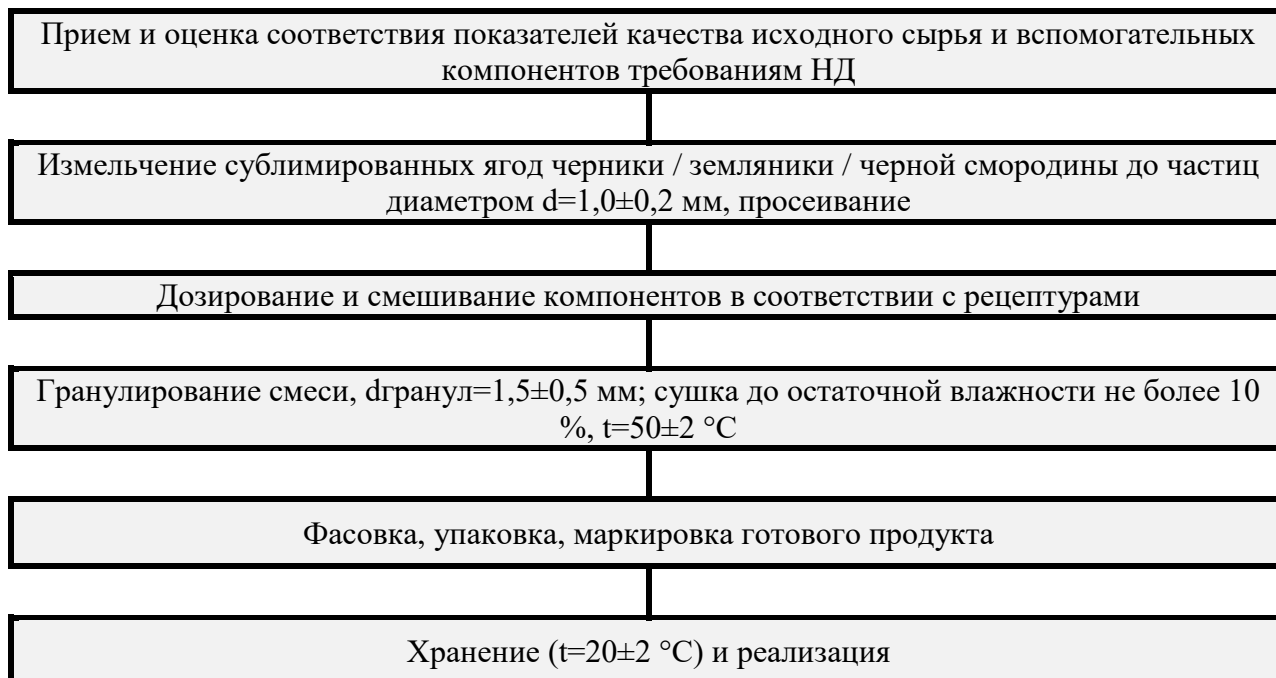 Прием и оценка соответствия показателей качества исходного сырья и вспомогательных
компонентов требованиям НД
Измельчение сублимированных ягод черники / земляники / черной смородины до частиц
диаметром d=1,0±0,2 мм, просеивание
Дозирование и смешивание компонентов в соответствии с рецептурами
Гранулирование смеси, dгранул=1,5±0,5 мм; сушка до остаточной влажности не более 10
%, t=50±2 °С
Фасовка, упаковка, маркировка готового продукта
Хранение (t=20±2 °С) и реализация